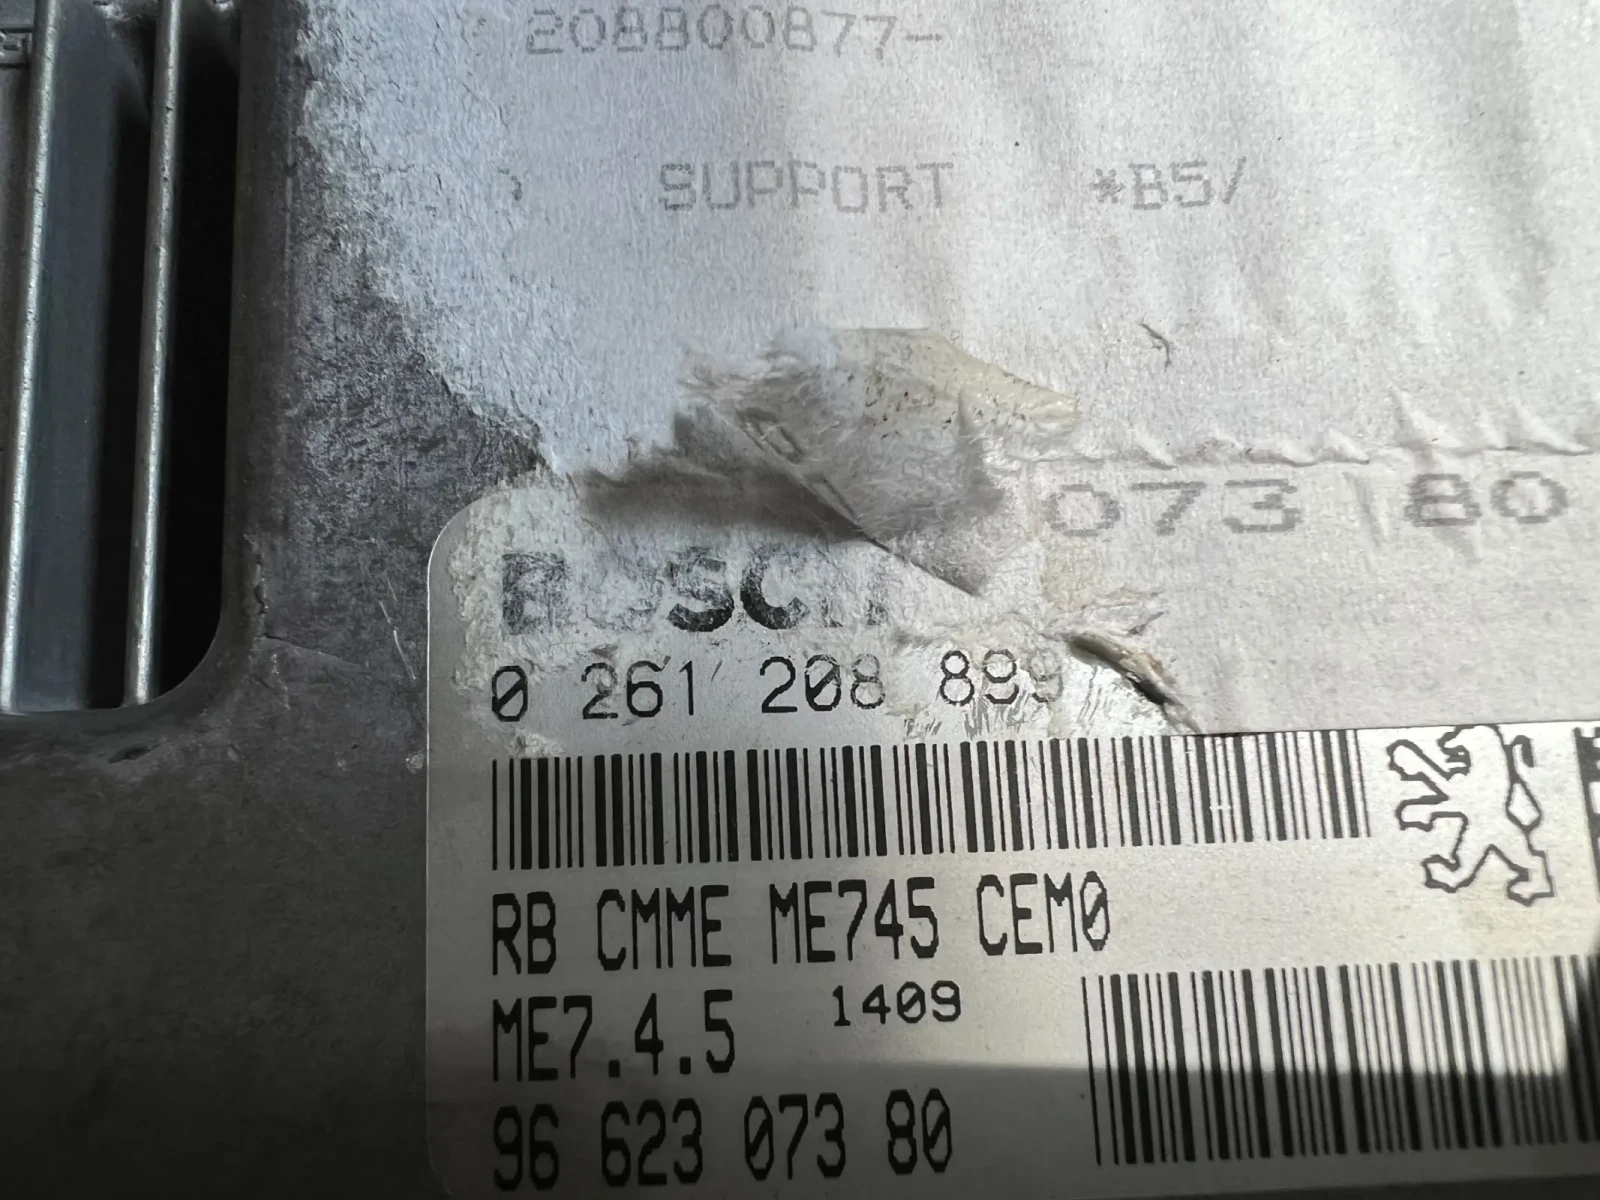 208800877-
SUPPORT *B5/
073 80
BOSCH
0 261 208 899
RB CMME ME745 CEM0
ME7.4.5 1409
96 623 073 80